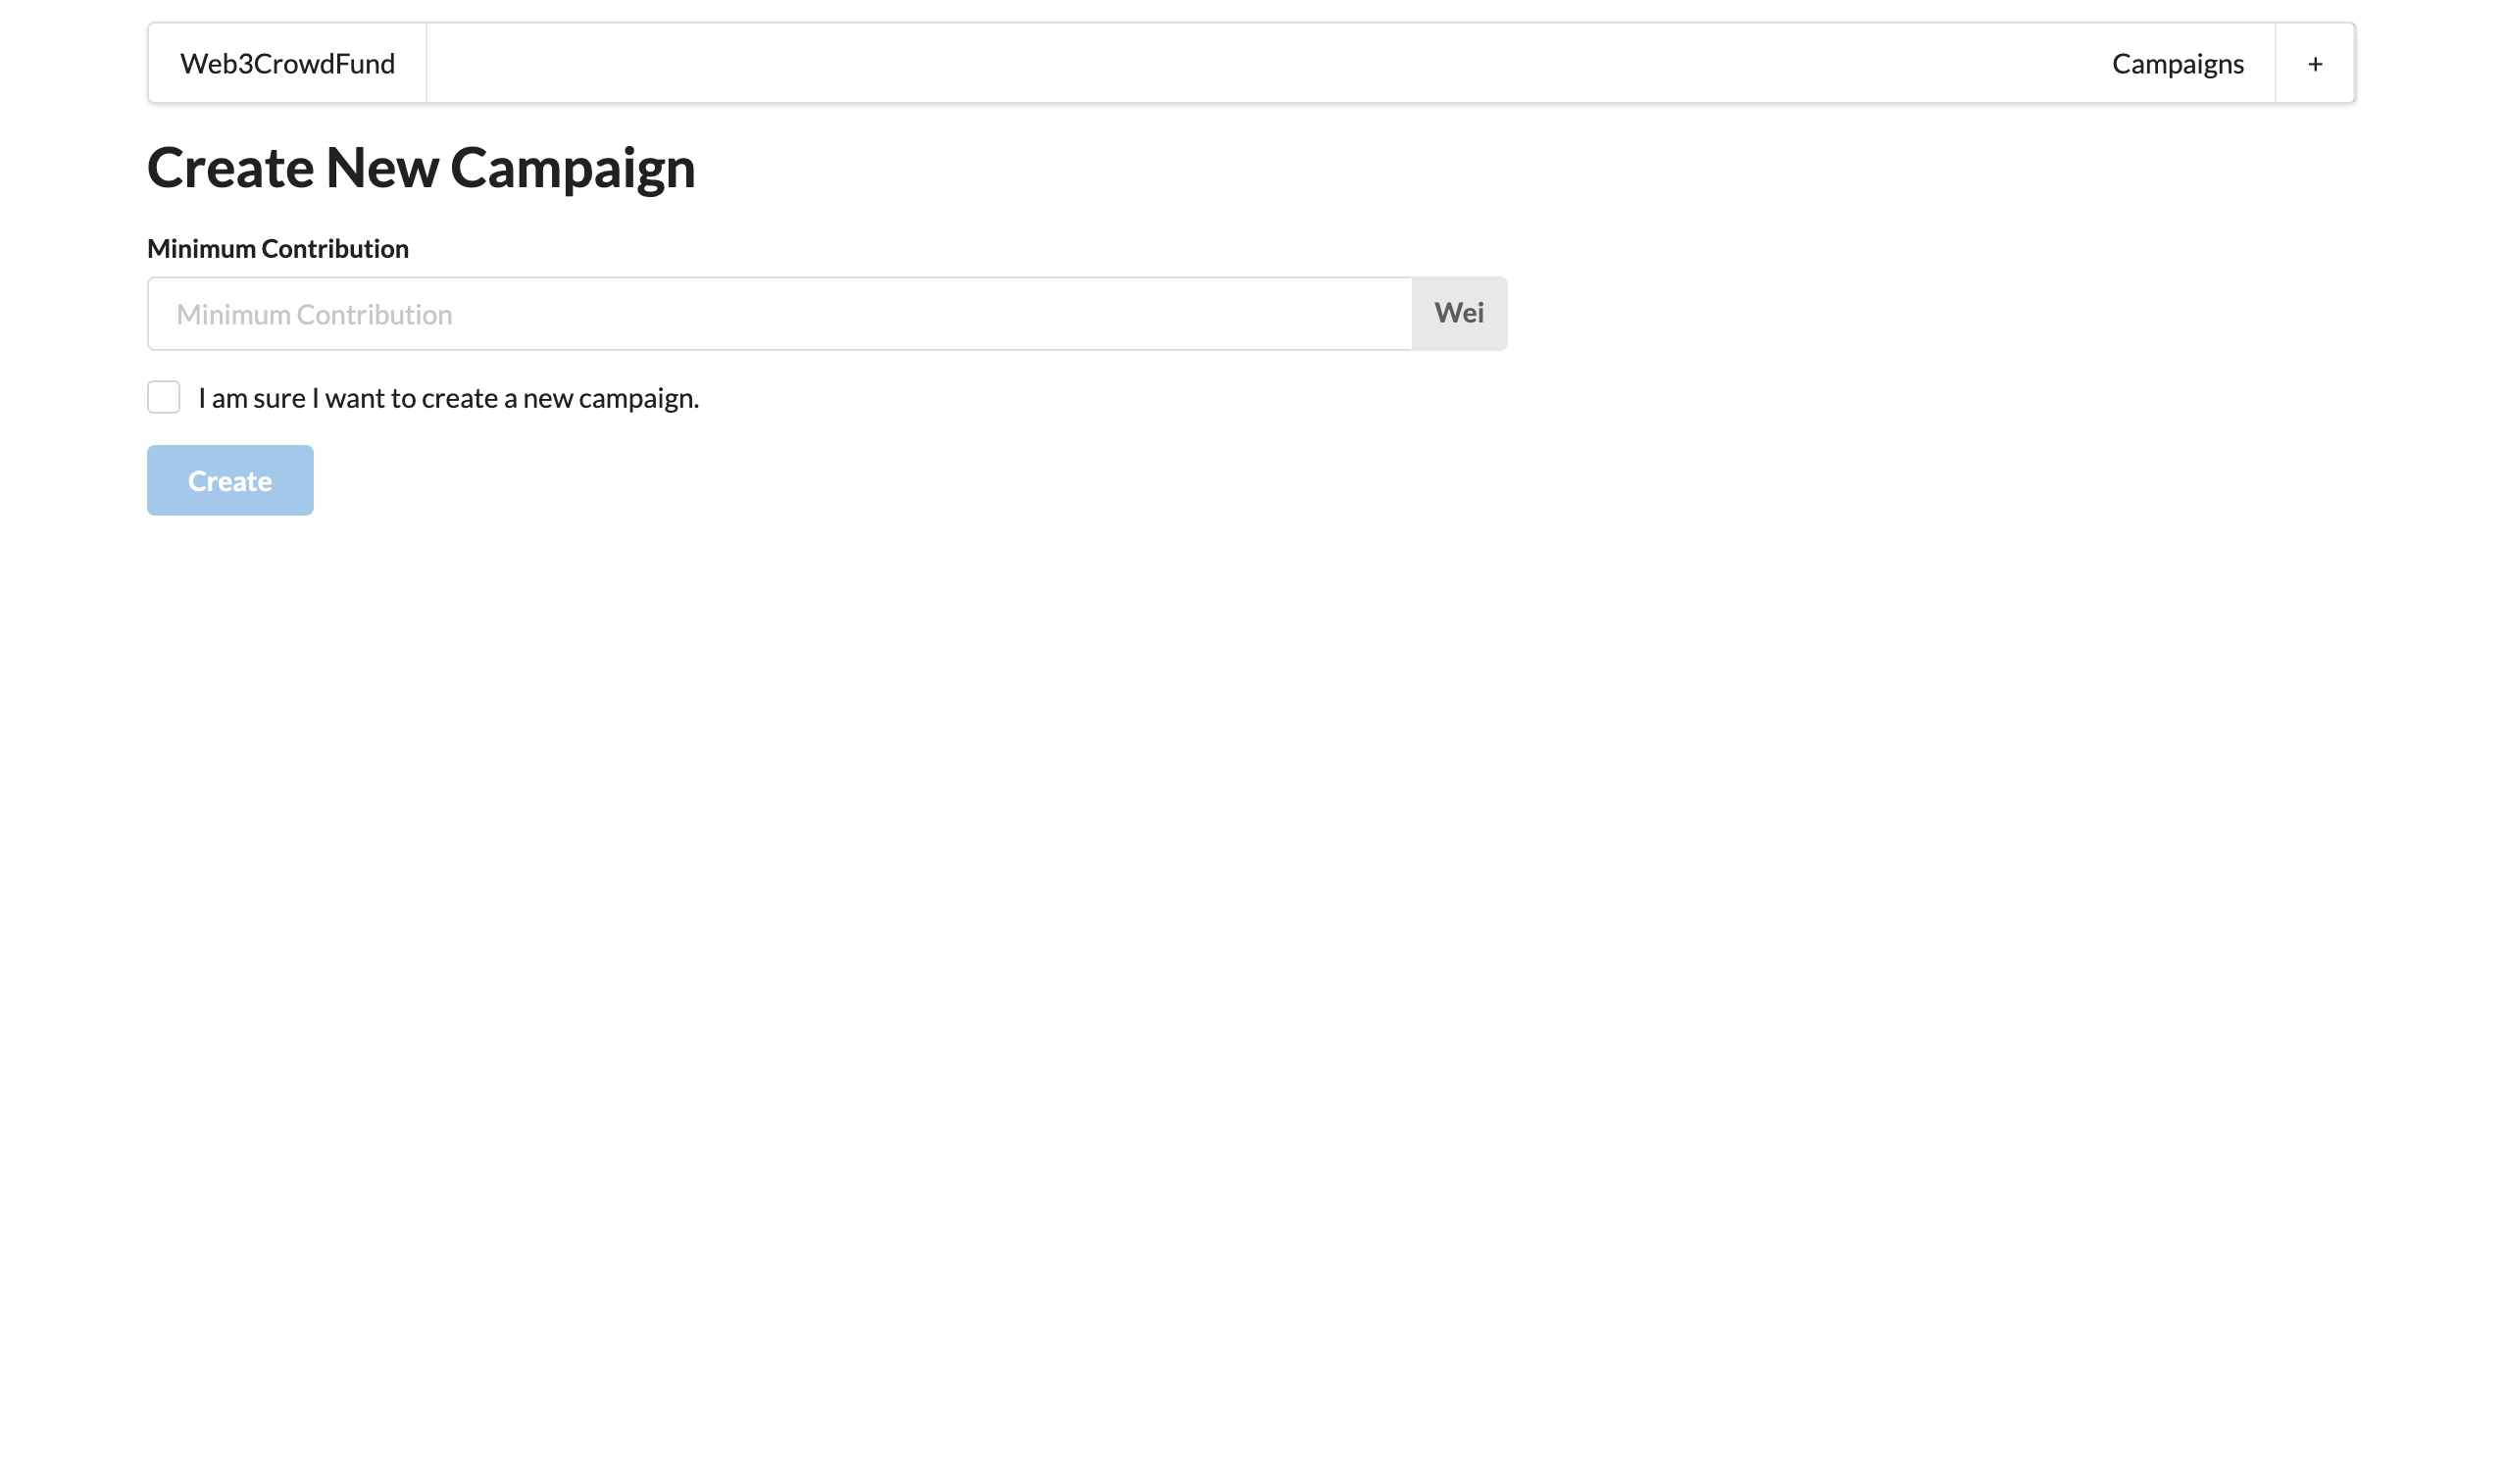 Web3CrowdFund
Campaigns
+
Create New Campaign
Minimum Contribution
Minimum Contribution
Wei
I am sure I want to create a new campaign.
Create